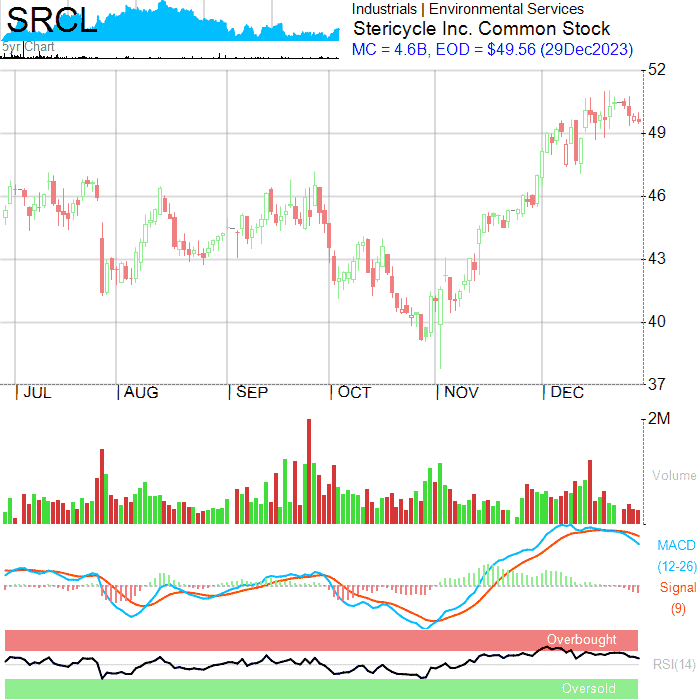 SRCL
Industrials | Environmental Services
Stericycle Inc. Common Stock
MC = 4.6B, EOD = $49.56 (29Dec2023)
5yr Chart
52
49
46
43
40
37
| JUL | AUG | SEP | OCT | NOV | DEC
2M
Volume
MACD
(12-26)
Signal
(9)
Overbought
RSI(14)
Oversold